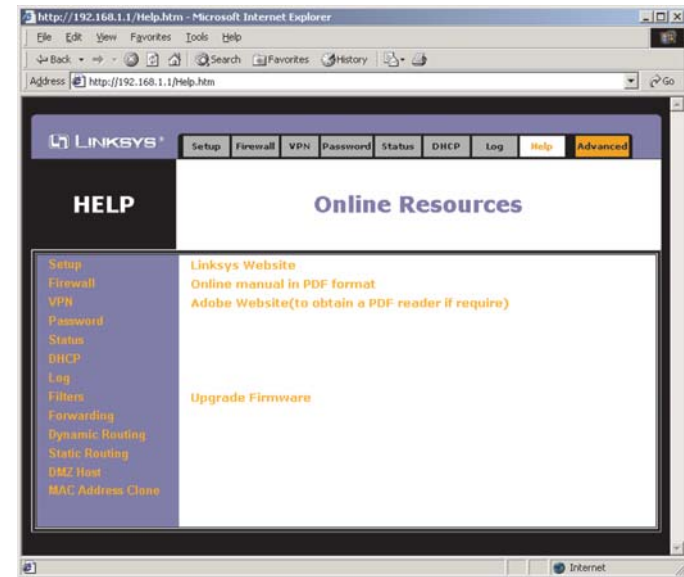 http://192.168.1.1/Help.htm - Microsoft Internet Explorer
File Edit View Favorites Tools Help
Back Search Favorites History
Address http://192.168.1.1/Help.htm Go
LINKSYS® Setup Firewall VPN Password Status DHCP Log Help Advanced
HELP
Online Resources
Setup
Firewall
VPN
Password
Status
DHCP
Log
Filters
Forwarding
Dynamic Routing
Static Routing
DMZ Host
MAC Address Clone
Linksys Website
Online manual in PDF format
Adobe Website(to obtain a PDF reader if require)
Upgrade Firmware
Internet